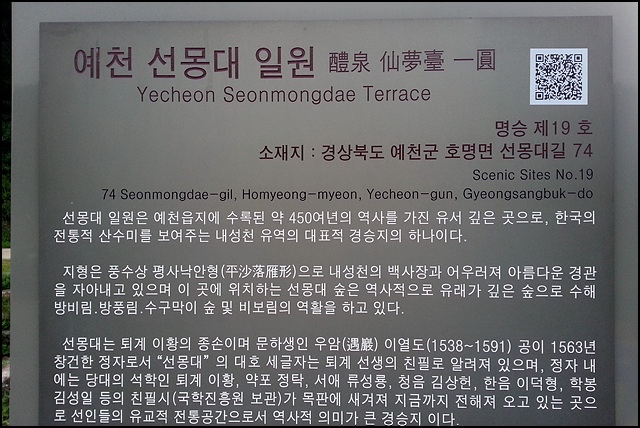 예천 선몽대 일원 醴泉 仙夢臺 一圓
Yecheon Seonmongdae Terrace
명승 제19 호
소재지 : 경상북도 예천군 호명면 선몽대길 74
Scenic Sites No.19
74 Seonmongdae-gil, Homyeong-myeon, Yecheon-gun, Gyeongsangbuk-do
선몽대 일원은 예천읍지에 수록된 약 450여년의 역사를 가진 유서 깊은 곳으로, 한국의
전통적 산수미를 보여주는 내성천 유역의 대표적 경승지의 하나이다.
지형은 풍수상 평사낙안형(平沙落雁形)으로 내성천의 백사장과 어우러져 아름다운 경관
을 자아내고 있으며 이 곳에 위치하는 선몽대 숲은 역사적으로 유래가 깊은 숲으로 수해
방비림.방풍림.수구막이 숲 및 비보림의 역활을 하고 있다.
선몽대는 퇴계 이황의 종손이며 문하생인 우암(遇巖) 이열도(1538~1591) 공이 1563년
창건한 정자로서 “선몽대” 의 대호 세글자는 퇴계 선생의 친필로 알려져 있으며, 정자 내
에는 당대의 석학인 퇴계 이황, 약포 정탁, 서애 류성룡, 청음 김상헌, 한음 이덕형, 학봉
김성일 등의 친필시(국학진흥원 보관)가 목판에 새겨져 지금까지 전해져 오고 있는 곳으
로 선인들의 유교적 전통공간으로서 역사적 의미가 큰 경승지 이다.